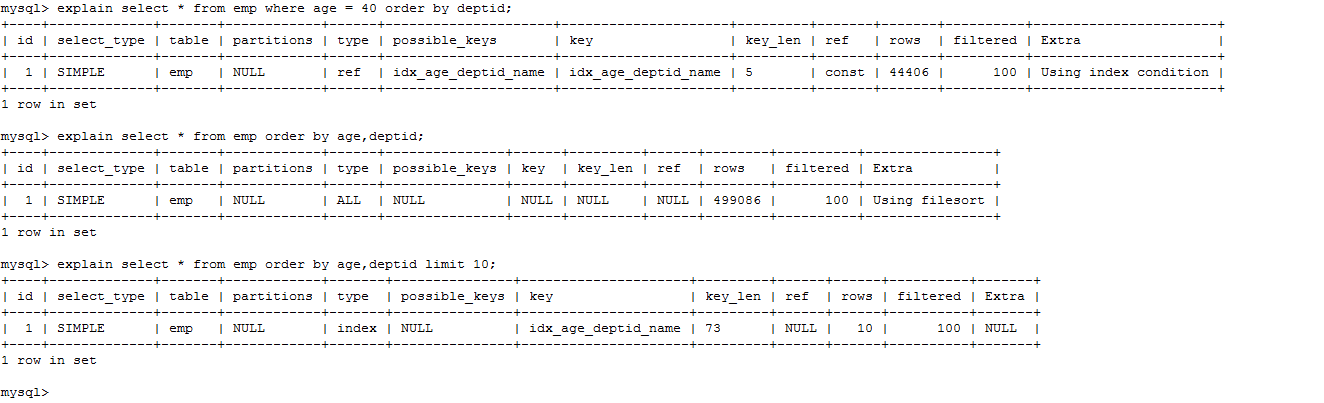 mysql> explain select * from emp where age = 40 order by deptid;
+----+-------------+-------+------------+------+---------------------+---------------------+---------+-------+-------+----------+-----------------------+
| id | select_type | table | partitions | type | possible_keys       | key                 | key_len | ref   | rows  | filtered | Extra                 |
+----+-------------+-------+------------+------+---------------------+---------------------+---------+-------+-------+----------+-----------------------+
|  1 | SIMPLE      | emp   | NULL       | ref  | idx_age_deptid_name | idx_age_deptid_name | 5       | const | 44406 |      100 | Using index condition |
+----+-------------+-------+------------+------+---------------------+---------------------+---------+-------+-------+----------+-----------------------+
1 row in set
mysql> explain select * from emp order by age,deptid;
+----+-------------+-------+------------+------+---------------+------+---------+------+--------+----------+----------------+
| id | select_type | table | partitions | type | possible_keys | key  | key_len | ref  | rows   | filtered | Extra          |
+----+-------------+-------+------------+------+---------------+------+---------+------+--------+----------+----------------+
|  1 | SIMPLE      | emp   | NULL       | ALL  | NULL          | NULL | NULL    | NULL | 499086 |      100 | Using filesort |
+----+-------------+-------+------------+------+---------------+------+---------+------+--------+----------+----------------+
1 row in set
mysql> explain select * from emp order by age,deptid limit 10;
+----+-------------+-------+------------+-------+---------------+---------------------+---------+------+------+----------+-------+
| id | select_type | table | partitions | type  | possible_keys | key                 | key_len | ref  | rows | filtered | Extra |
+----+-------------+-------+------------+-------+---------------+---------------------+---------+------+------+----------+-------+
|  1 | SIMPLE      | emp   | NULL       | index | NULL          | idx_age_deptid_name | 73      | NULL |   10 |      100 | NULL  |
+----+-------------+-------+------------+-------+---------------+---------------------+---------+------+------+----------+-------+
1 row in set
mysql>